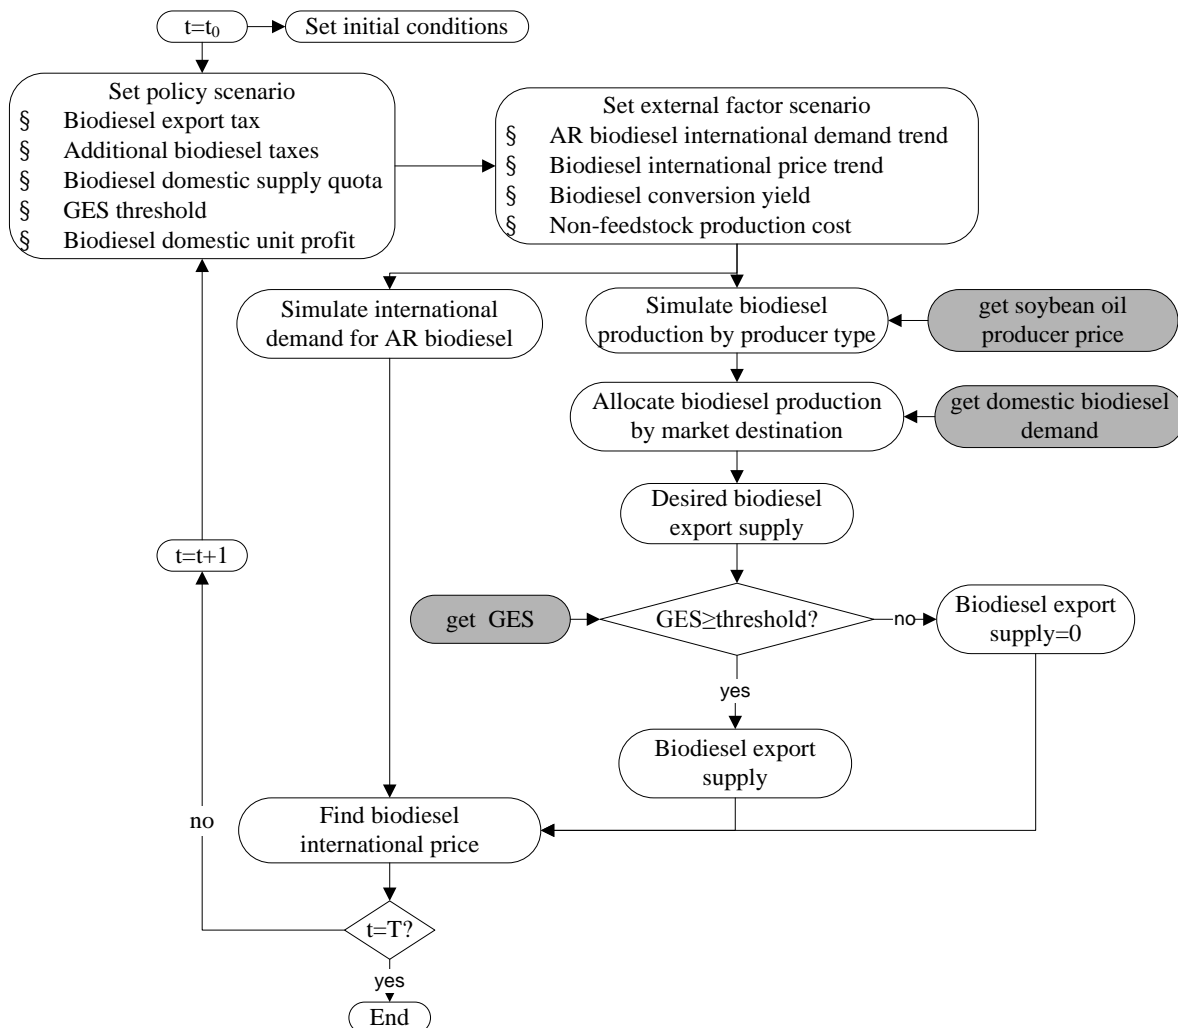 t=t0
Set initial conditions
Set policy scenario
§ Biodiesel export tax
§ Additional biodiesel taxes
§ Biodiesel domestic supply quota
§ GES threshold
§ Biodiesel domestic unit profit
Set external factor scenario
§ AR biodiesel international demand trend
§ Biodiesel international price trend
§ Biodiesel conversion yield
§ Non-feedstock production cost
Simulate international
demand for AR biodiesel
Simulate biodiesel
production by producer type
get soybean oil
producer price
Allocate biodiesel production
by market destination
get domestic biodiesel
demand
Desired biodiesel
export supply
t=t+1
get GES
GES≥threshold?
no
Biodiesel export
supply=0
yes
Biodiesel export
supply
no
Find biodiesel
international price
t=T?
yes
End